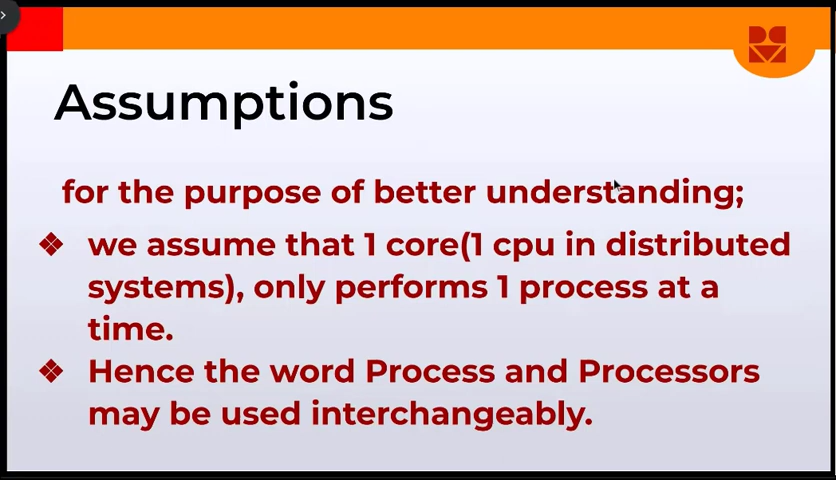 Assumptions
for the purpose of better understanding;
❖ we assume that 1 core(1 cpu in distributed
systems), only performs 1 process at a
time.
❖ Hence the word Process and Processors
may be used interchangeably.